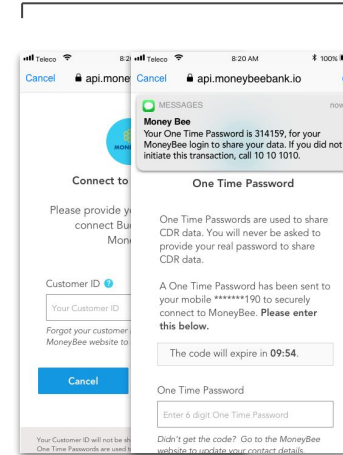 Teleco 8:2
Cancel api.mone
MON
Connect to
Please provide y
connect Bu
Mon
Customer ID ?
Your Customer ID
Forgot your customer
MoneyBee website to
Cancel
Your Customer ID will not be sh
One Time Passwords are used t
Teleco 8:20 AM 100%
Cancel api.moneybeebank.io
MESSAGES now
Money Bee
Your One Time Password is 314159, for your
MoneyBee login to share your data. If you did not
initiate this transaction, call 10 10 1010.
One Time Password
One Time Passwords are used to share
CDR data. You will never be asked to
provide your real password to share
CDR data.
A One Time Password has been sent to
your mobile *******190 to securely
connect to MoneyBee. Please enter
this below.
The code will expire in 09:54.
One Time Password
Enter 6 digit One Time Password
Didn't get the code? Go to the MoneyBee
website to update your contact details.